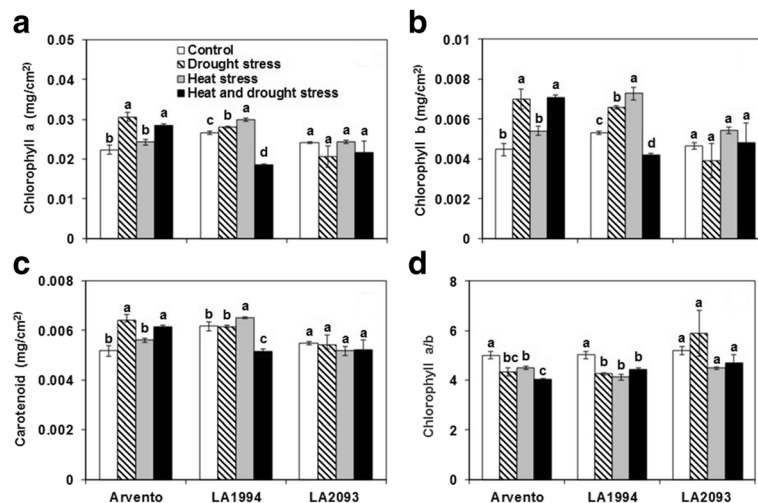 a
0.05
0.04
0.03
0.02
0.01
0
Chlorophyll a (mg/cm²)
Control
Drought stress
Heat stress
Heat and drought stress
b a b a
c b a d
a a a a
b
0.01
0.008
0.006
0.004
0.002
0
Chlorophyll b (mg/cm²)
b a b a
c b a d
a a a a
c
0.008
0.006
0.004
0.002
0
Carotenoid (mg/cm²)
b a b a
b b a c
a a a a
Arvento LA1994 LA2093
d
8
6
4
2
0
Chlorophyll a/b
a bc b c
a b b b
a a a a
Arvento LA1994 LA2093